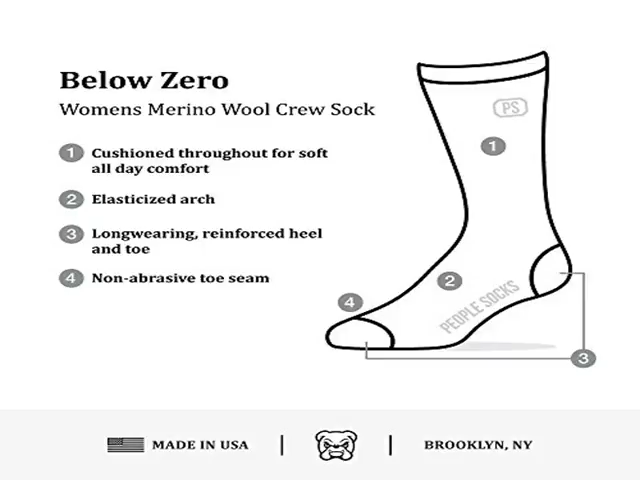 Below Zero
Womens Merino Wool Crew Sock
1 Cushioned throughout for soft
all day comfort
2 Elasticized arch
3 Longwearing, reinforced heel
and toe
4 Non-abrasive toe seam
PS
1
2
PEOPLE SOCKS
4
3
MADE IN USA | BROOKLYN, NY